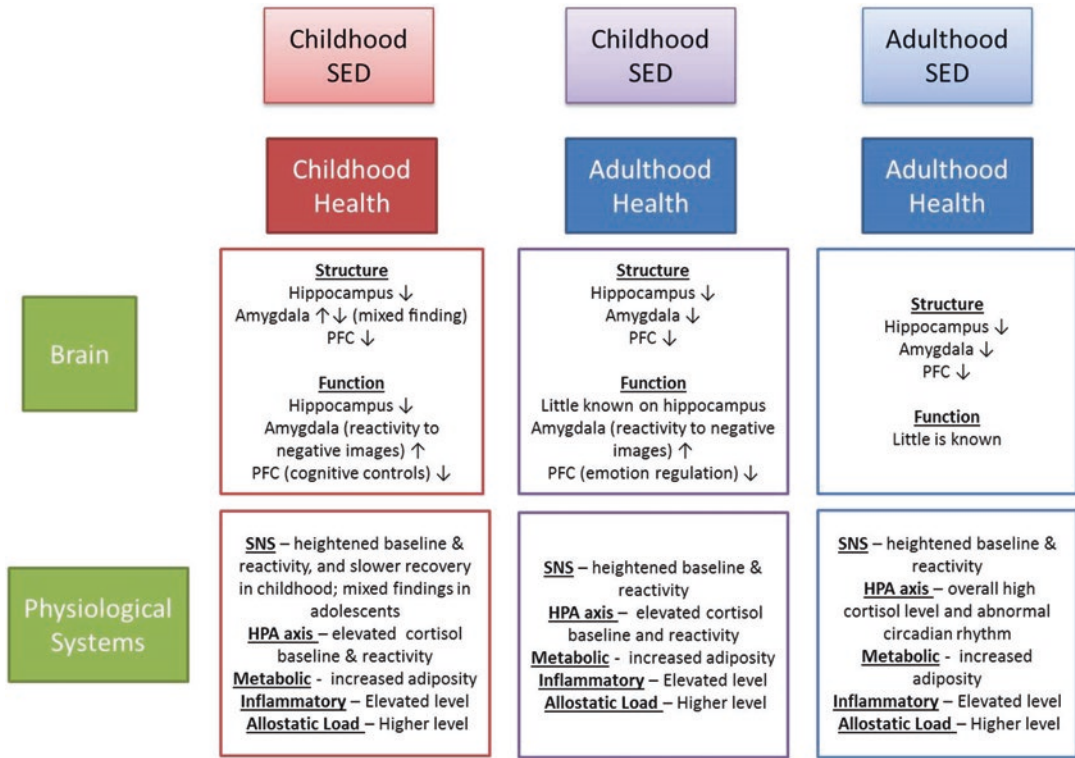 Childhood
SED
Childhood
SED
Adulthood
SED
Childhood
Health
Adulthood
Health
Adulthood
Health
Brain
Structure
Hippocampus ↓
Amygdala ↑ ↓ (mixed finding)
PFC ↓
Function
Hippocampus ↓
Amygdala (reactivity to
negative images) ↑
PFC (cognitive controls) ↓
Structure
Hippocampus ↓
Amygdala ↓
PFC ↓
Function
Little known on hippocampus
Amygdala (reactivity to negative
images) ↑
PFC (emotion regulation) ↓
Structure
Hippocampus ↓
Amygdala ↓
PFC ↓
Function
Little is known
Physiological
Systems
SNS – heightened baseline &
reactivity, and slower recovery
in childhood; mixed findings in
adolescents
HPA axis – elevated cortisol
baseline & reactivity
Metabolic - increased adiposity
Inflammatory – Elevated level
Allostatic Load – Higher level
SNS – heightened baseline &
reactivity
HPA axis – elevated cortisol
baseline and reactivity
Metabolic - increased adiposity
Inflammatory – Elevated level
Allostatic Load – Higher level
SNS – heightened baseline &
reactivity
HPA axis – overall high
cortisol level and abnormal
circadian rhythm
Metabolic - increased
adiposity
Inflammatory – Elevated level
Allostatic Load – Higher level